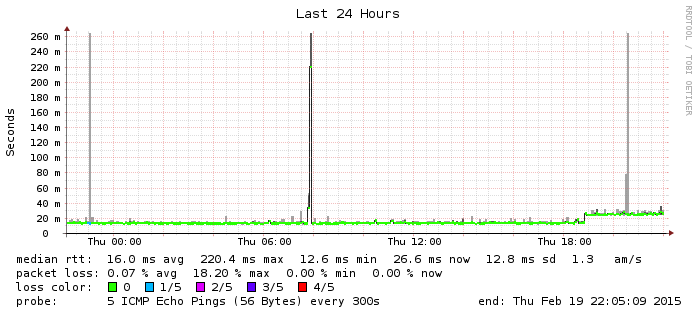 Last 24 Hours
RRDTOOL / TOBI OETIKER
Seconds
260 m
240 m
220 m
200 m
180 m
160 m
140 m
120 m
100 m
80 m
60 m
40 m
20 m
0
Thu 00:00 Thu 06:00 Thu 12:00 Thu 18:00
median rtt: 16.0 ms avg 220.4 ms max 12.6 ms min 26.6 ms now 12.8 ms sd 1.3 am/s
packet loss: 0.07 % avg 18.20 % max 0.00 % min 0.00 % now
loss color: 0 1/5 2/5 3/5 4/5
probe: 5 ICMP Echo Pings (56 Bytes) every 300s end: Thu Feb 19 22:05:09 2015